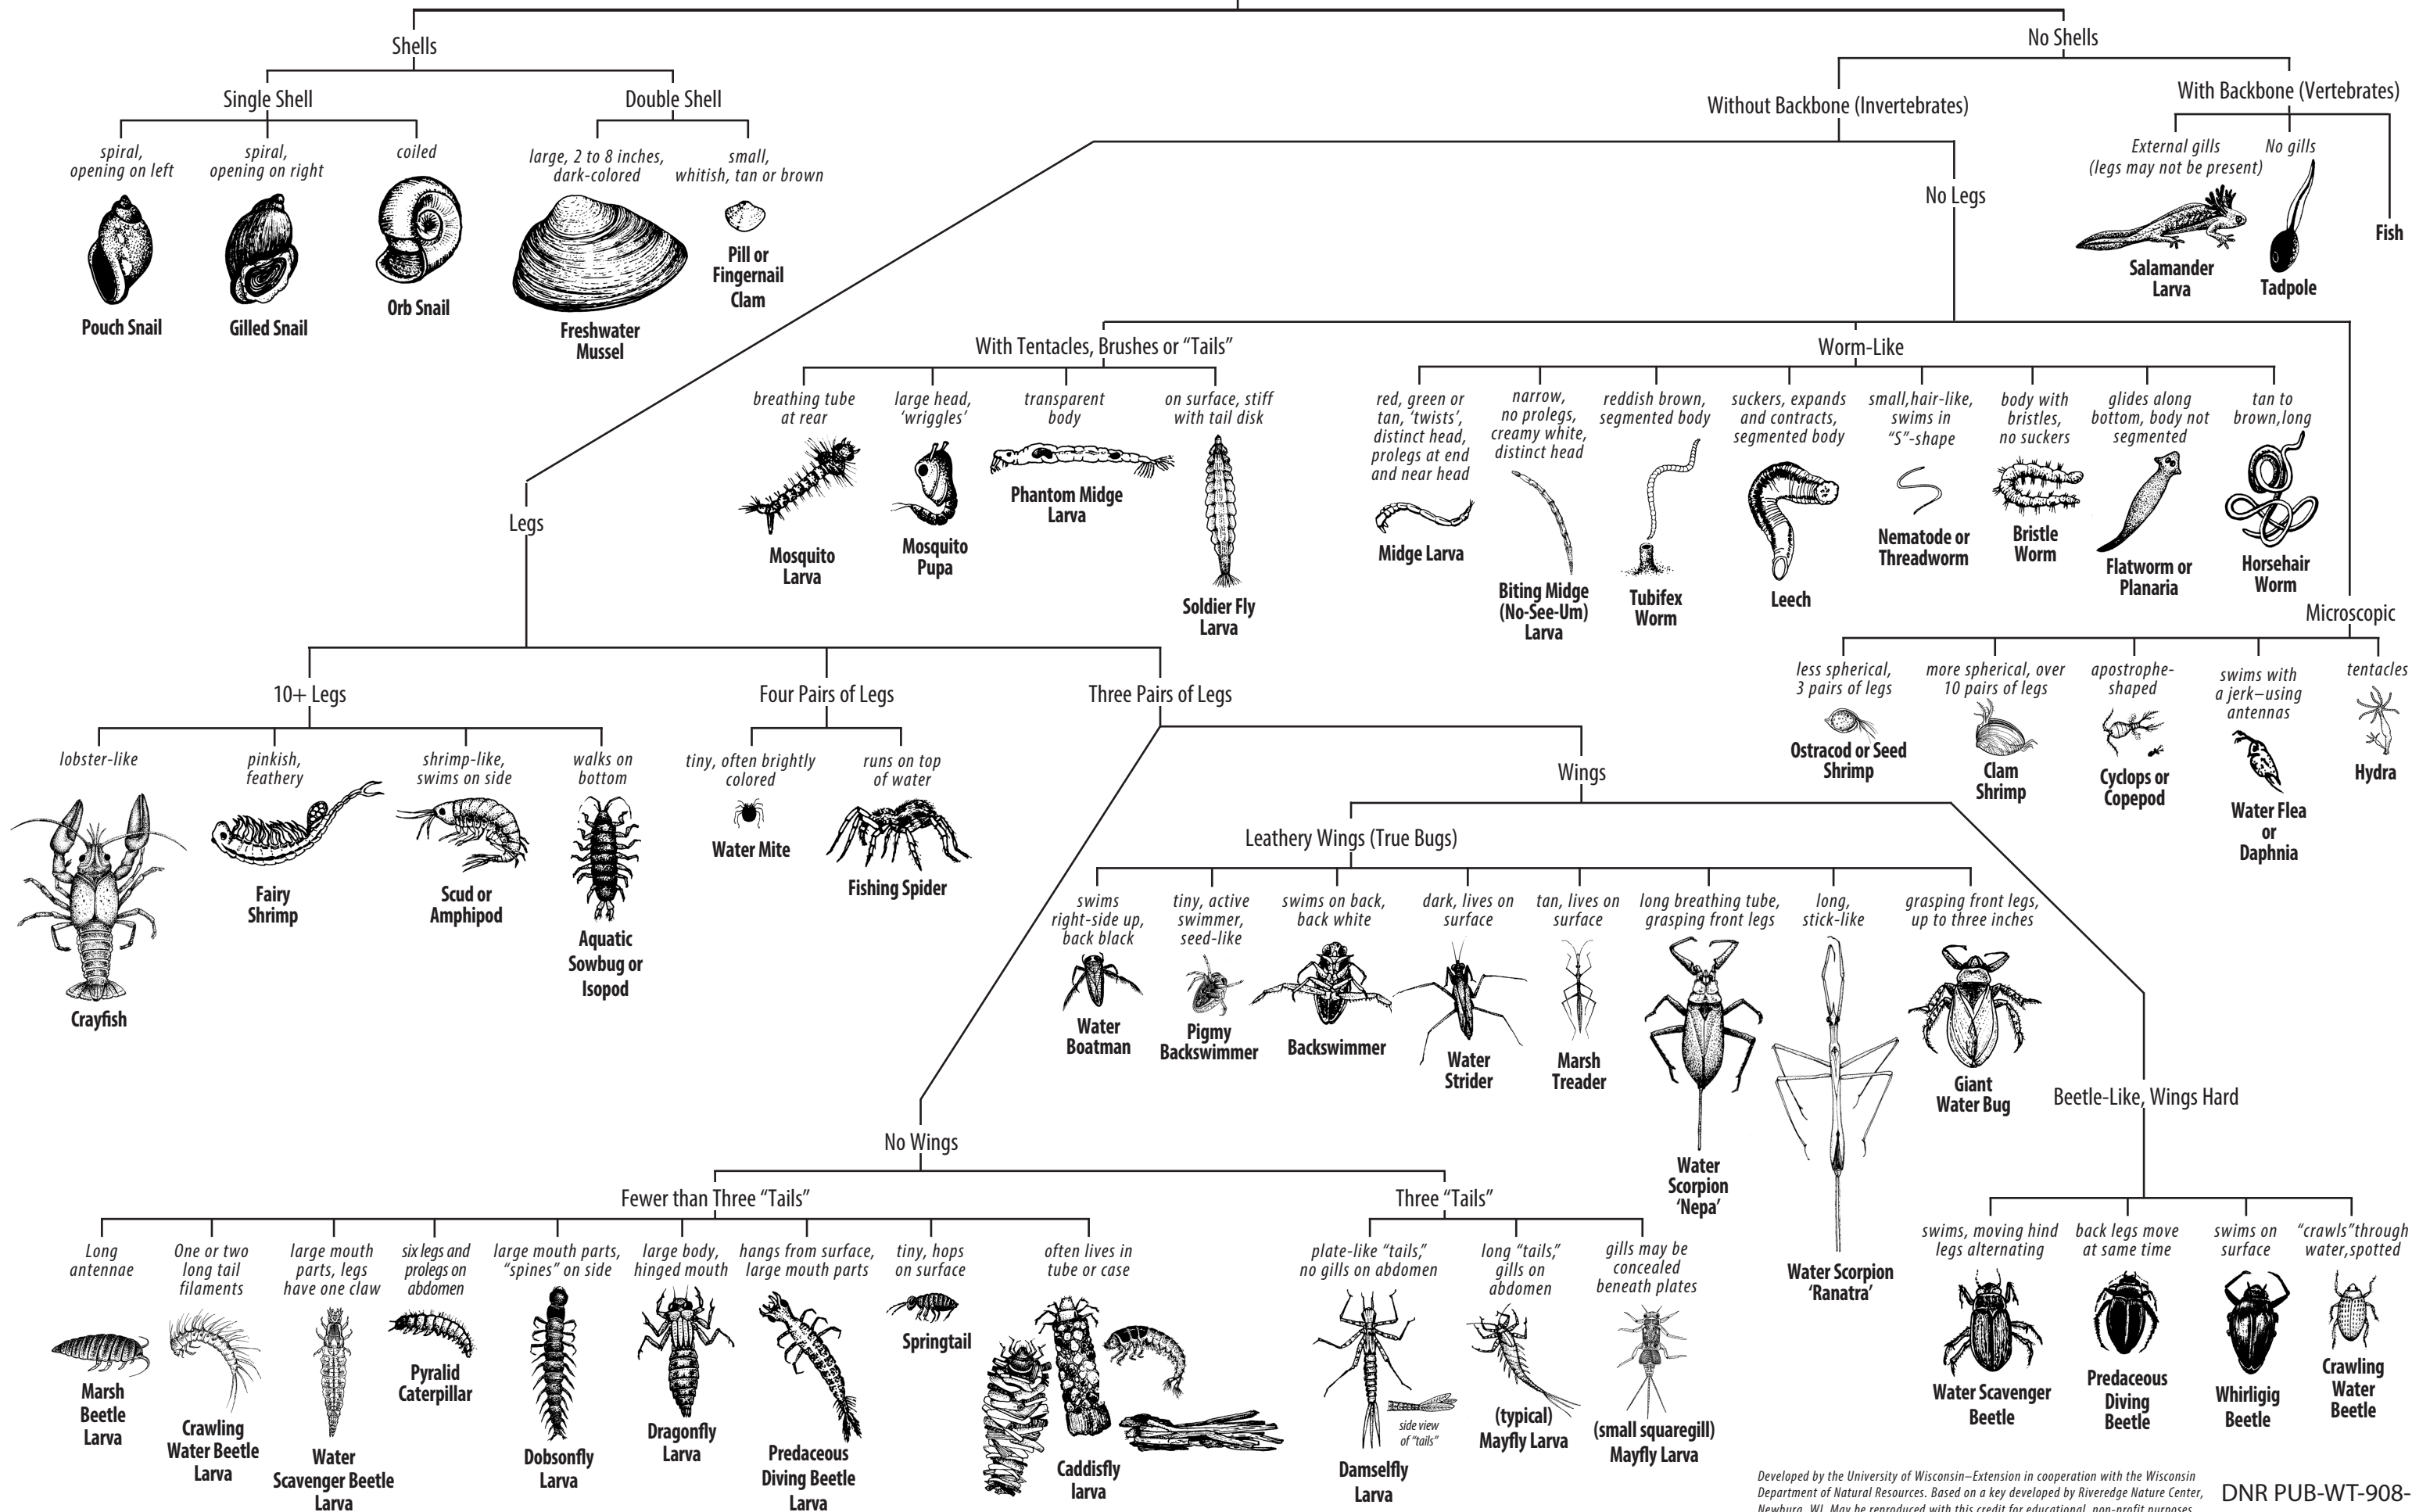 Shells
No Shells
Single Shell
Double Shell
Without Backbone (Invertebrates)
With Backbone (Vertebrates)
spiral,
opening on left
Pouch Snail
spiral,
opening on right
Gilled Snail
coiled
Orb Snail
large, 2 to 8 inches,
dark-colored
Freshwater
Mussel
small,
whitish, tan or brown
Pill or
Fingernail
Clam
External gills
(legs may not be present)
Salamander
Larva
No gills
Tadpole
Fish
No Legs
With Tentacles, Brushes or “Tails”
breathing tube
at rear
Mosquito
Larva
large head,
‘wriggles’
Mosquito
Pupa
transparent
body
Phantom Midge
Larva
on surface, stiff
with tail disk
Soldier Fly
Larva
Worm-Like
red, green or
tan, ‘twists’,
distinct head,
prolegs at end
and near head
Midge Larva
narrow,
no prolegs,
creamy white,
distinct head
Biting Midge
(No-See-Um)
Larva
reddish brown,
segmented body
Tubifex
Worm
suckers, expands
and contracts,
segmented body
Leech
small,hair-like,
swims in
“S”-shape
Nematode or
Threadworm
body with
bristles,
no suckers
Bristle
Worm
glides along
bottom, body not
segmented
Flatworm or
Planaria
tan to
brown,long
Horsehair
Worm
Microscopic
less spherical,
3 pairs of legs
Ostracod or Seed
Shrimp
more spherical, over
10 pairs of legs
Clam
Shrimp
apostrophe-
shaped
Cyclops or
Copepod
swims with
a jerk–using
antennas
Water Flea
or
Daphnia
tentacles
Hydra
Legs
10+ Legs
lobster-like
Crayfish
pinkish,
feathery
Fairy
Shrimp
shrimp-like,
swims on side
Scud or
Amphipod
walks on
bottom
Aquatic
Sowbug or
Isopod
Four Pairs of Legs
tiny, often brightly
colored
Water Mite
runs on top
of water
Fishing Spider
Three Pairs of Legs
Wings
Leathery Wings (True Bugs)
swims
right-side up,
back black
Water
Boatman
tiny, active
swimmer,
seed-like
Pigmy
Backswimmer
swims on back,
back white
Backswimmer
dark, lives on
surface
Water
Strider
tan, lives on
surface
Marsh
Treader
long breathing tube,
grasping front legs
Water
Scorpion
‘Nepa’
long,
stick-like
Water Scorpion
‘Ranatra’
grasping front legs,
up to three inches
Giant
Water Bug
Beetle-Like, Wings Hard
swims, moving hind
legs alternating
Water Scavenger
Beetle
back legs move
at same time
Predaceous
Diving
Beetle
swims on
surface
Whirligig
Beetle
“crawls”through
water,spotted
Crawling
Water
Beetle
No Wings
Fewer than Three “Tails”
Long
antennae
Marsh
Beetle
Larva
One or two
long tail
filaments
Crawling
Water Beetle
Larva
large mouth
parts, legs
have one claw
Water
Scavenger Beetle
Larva
six legs and
prolegs on
abdomen
Pyralid
Caterpillar
large mouth parts,
“spines” on side
Dobsonfly
Larva
large body,
hinged mouth
Dragonfly
Larva
hangs from surface,
large mouth parts
Predaceous
Diving Beetle
Larva
tiny, hops
on surface
Springtail
often lives in
tube or case
Caddisfly
larva
Three “Tails”
plate-like “tails,”
no gills on abdomen
side view
of “tails”
Damselfly
Larva
long “tails,”
gills on
abdomen
(typical)
Mayfly Larva
gills may be
concealed
beneath plates
(small squaregill)
Mayfly Larva
Developed by the University of Wisconsin–Extension in cooperation with the Wisconsin
Department of Natural Resources. Based on a key developed by Riveredge Nature Center,
Newburg, WI. May be reproduced with this credit for educational, non-profit purposes.
DNR PUB-WT-908-